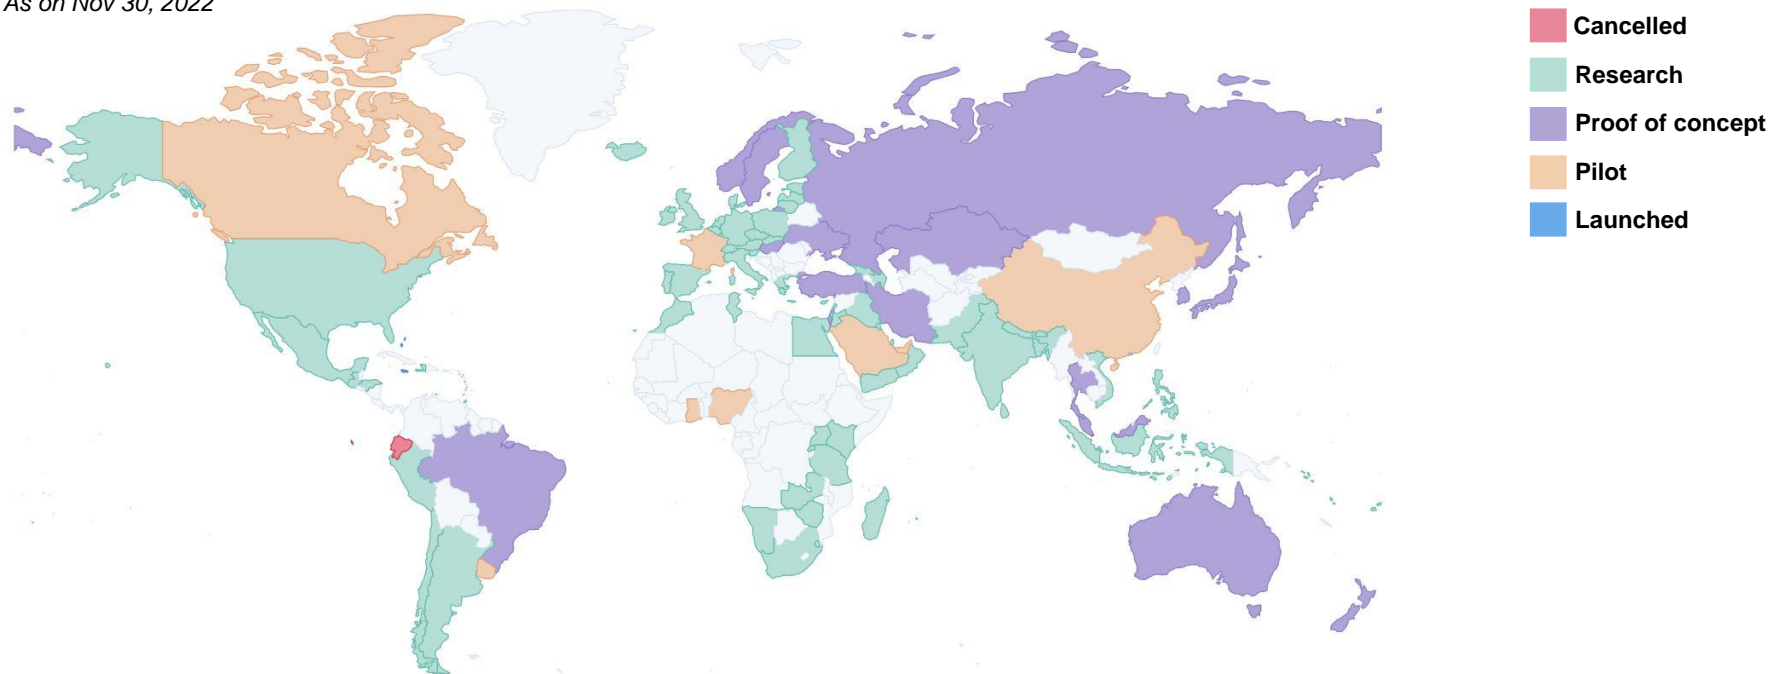 As on Nov 30, 2022
Cancelled
Research
Proof of concept
Pilot
Launched